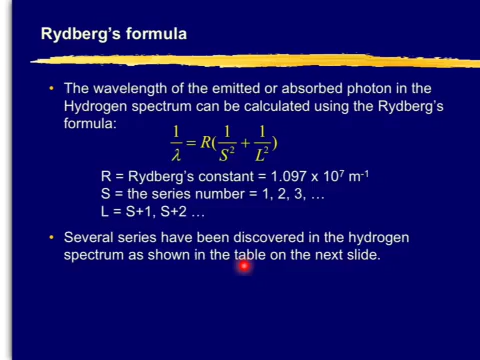 Rydberg's formula
• The wavelength of the emitted or absorbed photon in the
Hydrogen spectrum can be calculated using the Rydberg's
formula:
1/λ = R(1/S² + 1/L²)
R = Rydberg's constant = 1.097 x 10⁷ m⁻¹
S = the series number = 1, 2, 3, …
L = S+1, S+2 …
• Several series have been discovered in the hydrogen
spectrum as shown in the table on the next slide.